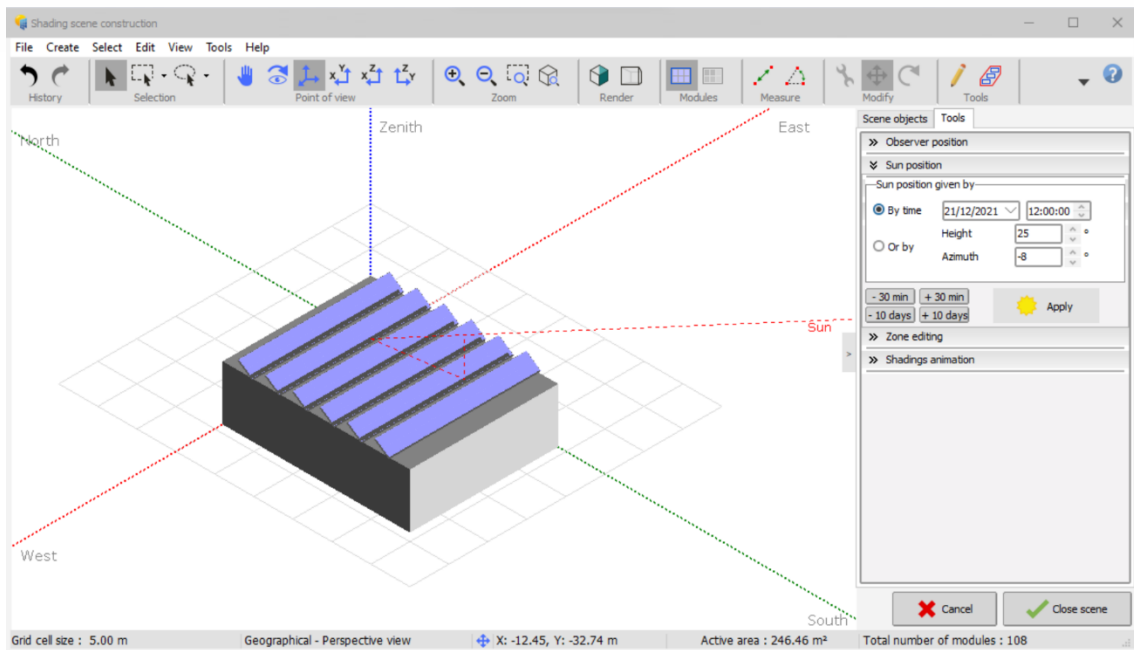 Shading scene construction
File Create Select Edit View Tools Help
History Selection Point of view Zoom Render Modules Measure Modify Tools
North
Zenith
East
Sun
West
South
Scene objects Tools
Observer position
Sun position
Sun position given by
By time 21/12/2021 12:00:00
Height 25 °
Or by
Azimuth -8 °
- 30 min + 30 min
- 10 days + 10 days
Apply
Zone editing
Shadings animation
Cancel Close scene
Grid cell size : 5.00 m Geographical - Perspective view X: -12.45, Y: -32.74 m Active area : 246.46 m² Total number of modules : 108